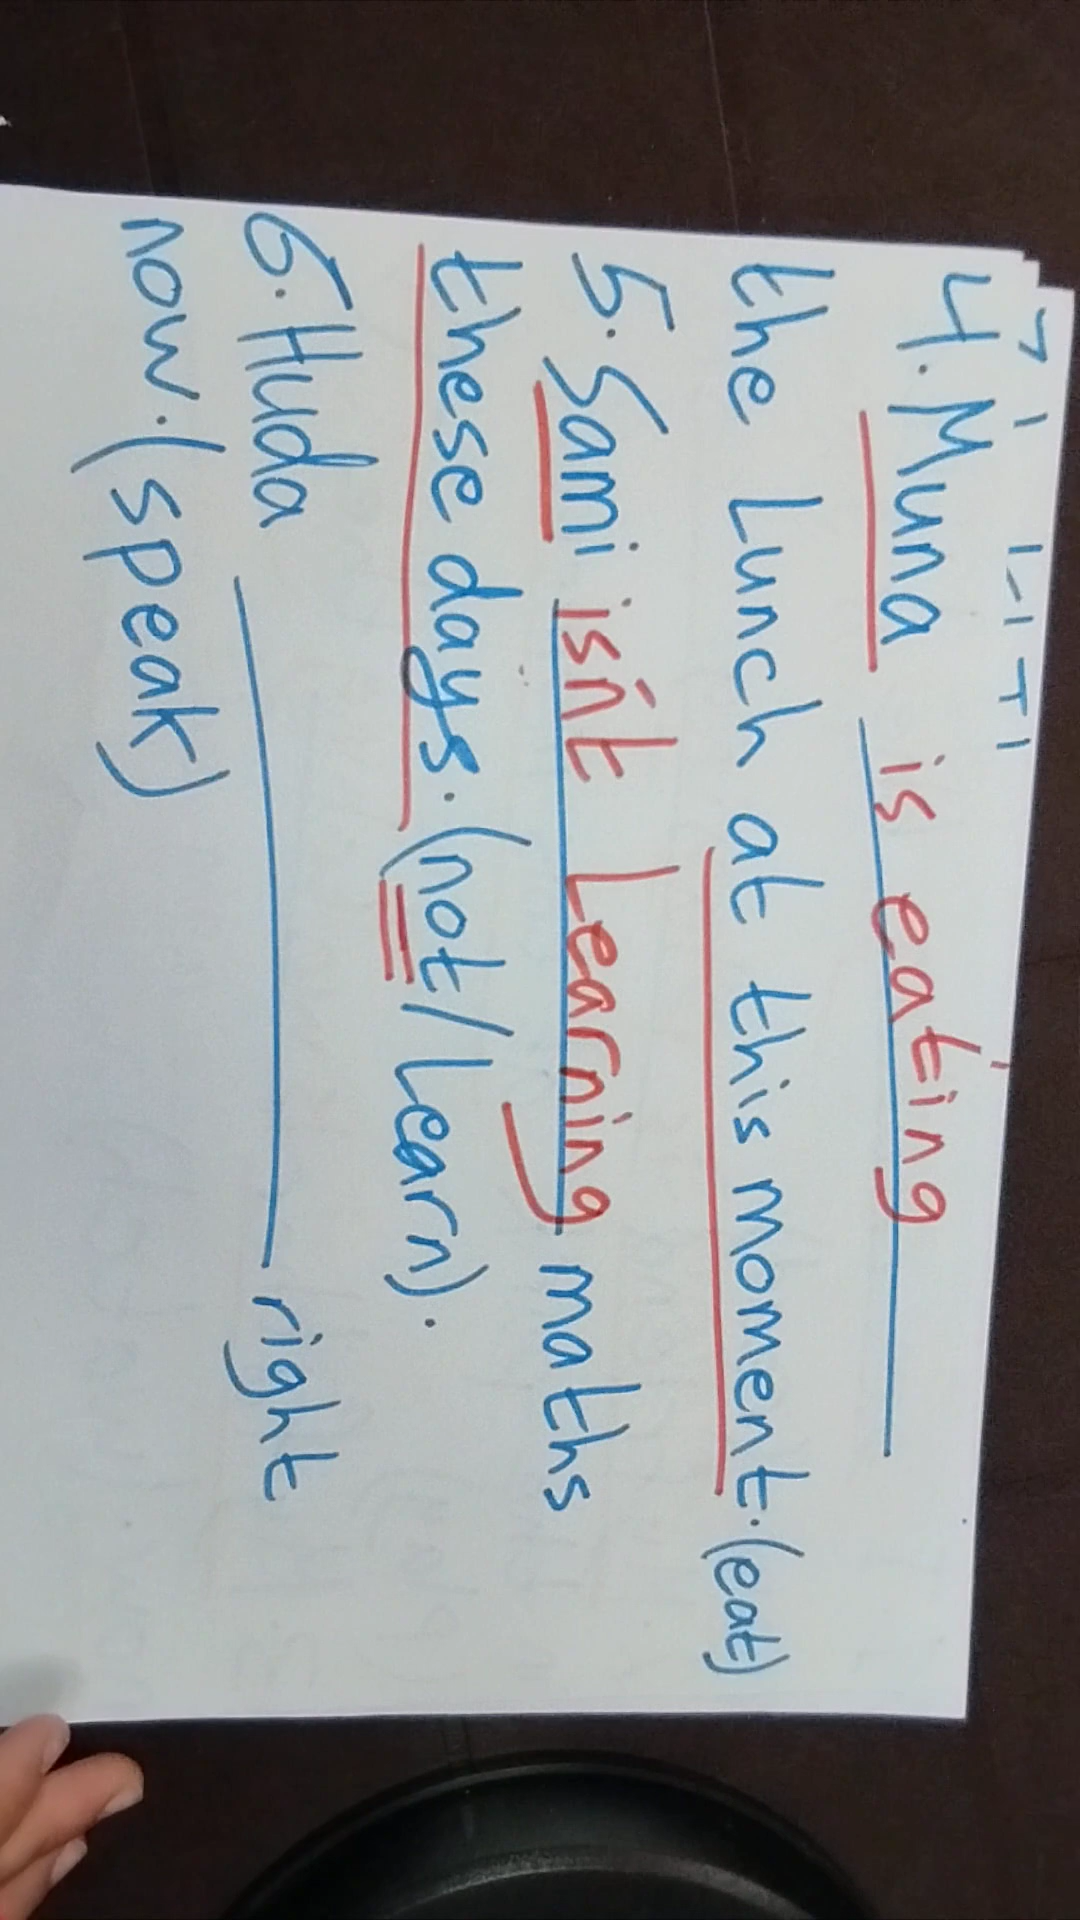 4. Muna is eating
the Lunch at this moment. (eat)
5. Sami isn't Learning maths
these days. (not / Learn).
6. Huda ______ right
now. (speak)